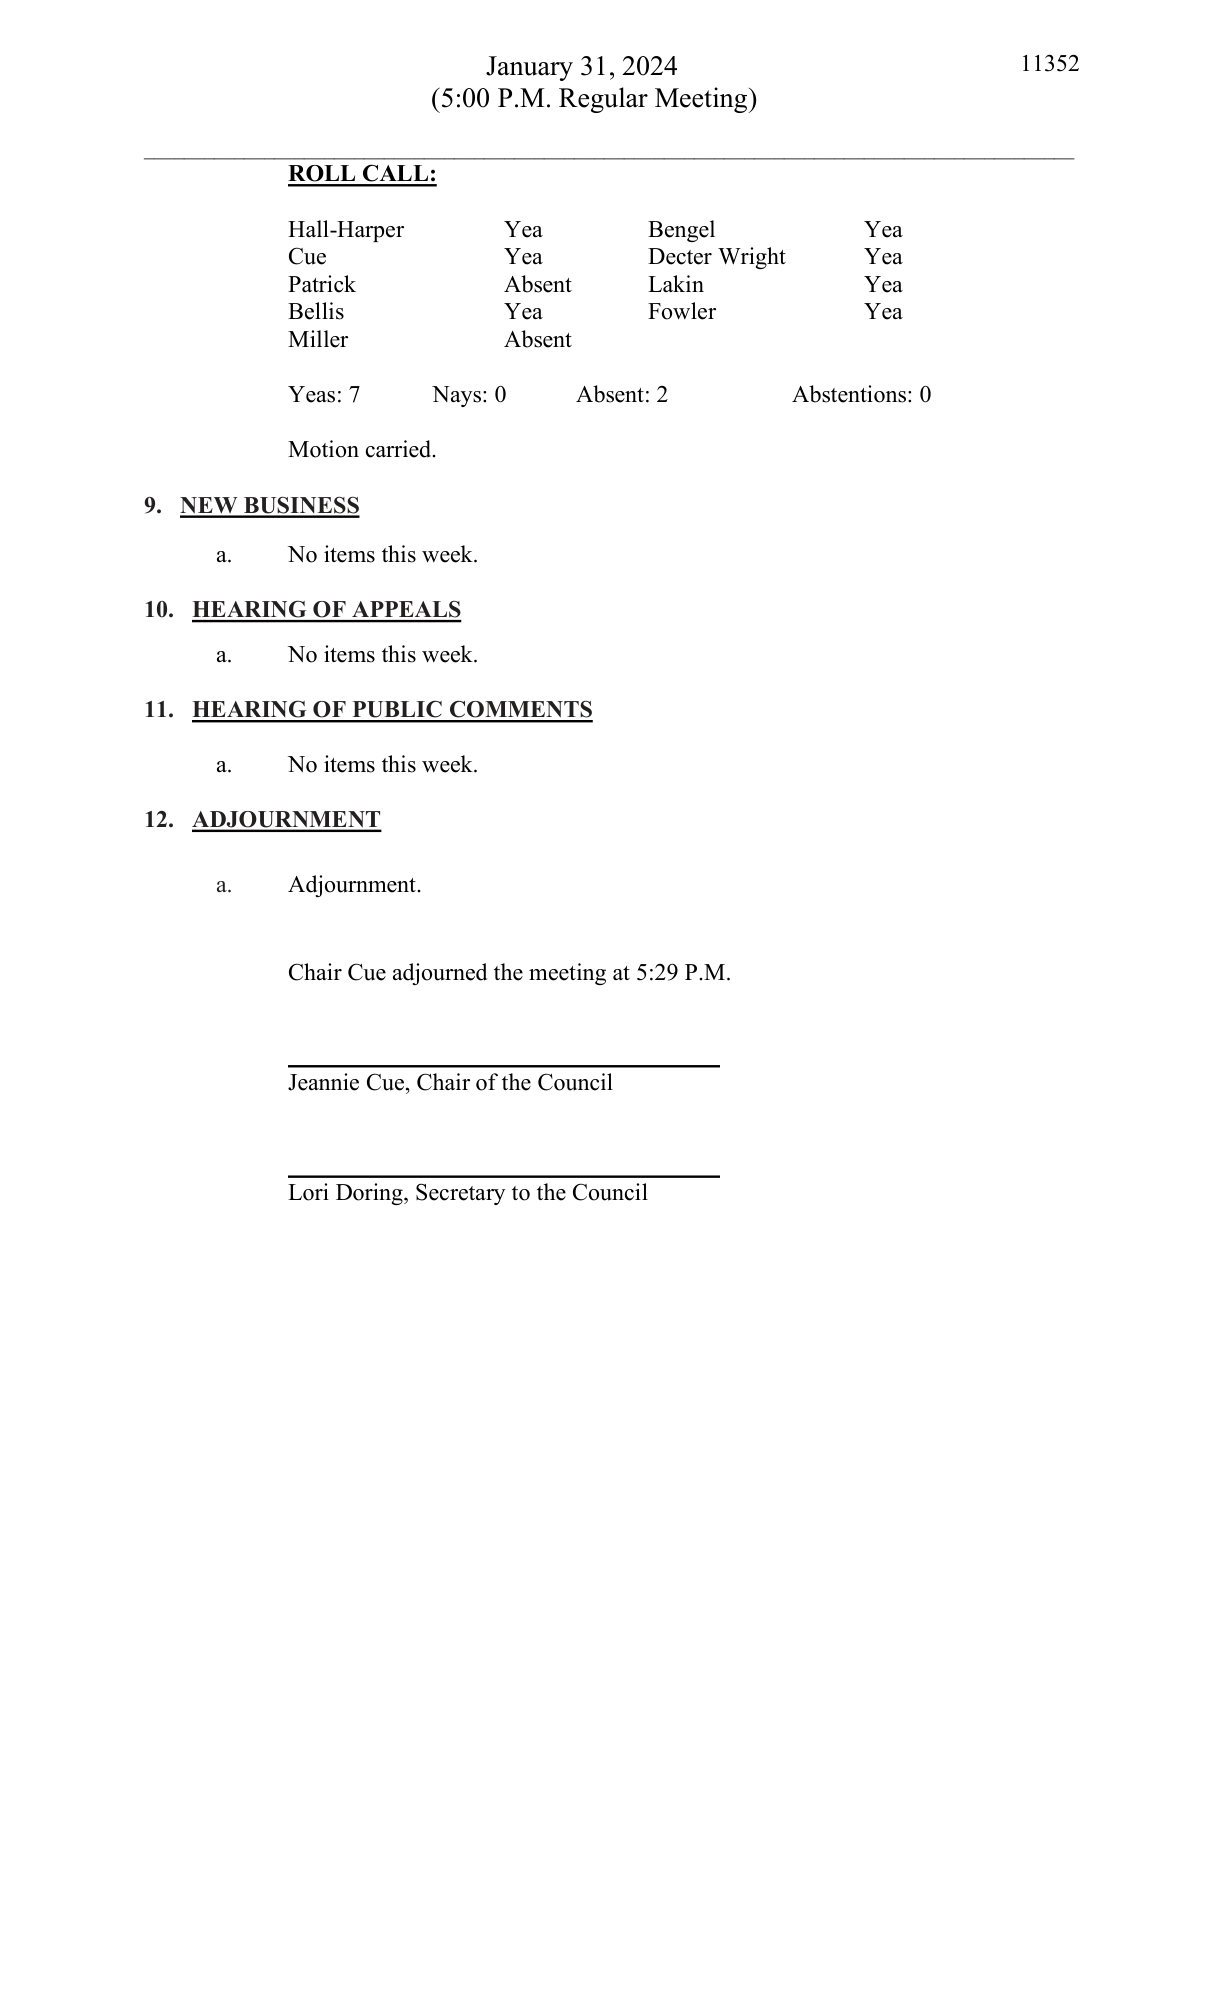 January 31, 2024 11352
(5:00 P.M. Regular Meeting)
ROLL CALL:
Hall-Harper Yea Bengel Yea
Cue Yea Decter Wright Yea
Patrick Absent Lakin Yea
Bellis Yea Fowler Yea
Miller Absent
Yeas: 7 Nays: 0 Absent: 2 Abstentions: 0
Motion carried.
9. NEW BUSINESS
a. No items this week.
10. HEARING OF APPEALS
a. No items this week.
11. HEARING OF PUBLIC COMMENTS
a. No items this week.
12. ADJOURNMENT
a. Adjournment.
Chair Cue adjourned the meeting at 5:29 P.M.
Jeannie Cue, Chair of the Council
Lori Doring, Secretary to the Council